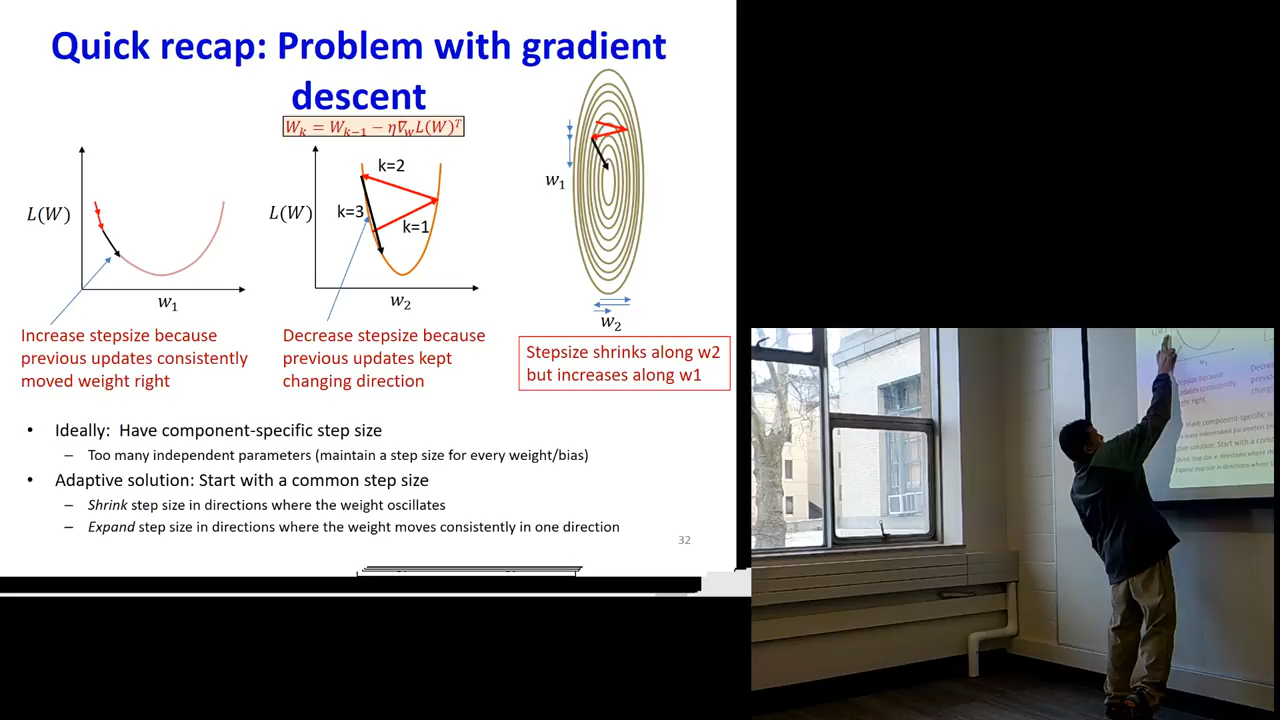 Quick recap: Problem with gradient
descent
W_k = W_{k−1} − η∇_w L(W)^T
L(W)
w_1
L(W)
k=2
k=3
k=1
w_2
w_1
w_2
Increase stepsize because
previous updates consistently
moved weight right
Decrease stepsize because
previous updates kept
changing direction
Stepsize shrinks along w2
but increases along w1
• Ideally: Have component-specific step size
– Too many independent parameters (maintain a step size for every weight/bias)
• Adaptive solution: Start with a common step size
– Shrink step size in directions where the weight oscillates
– Expand step size in directions where the weight moves consistently in one direction
32